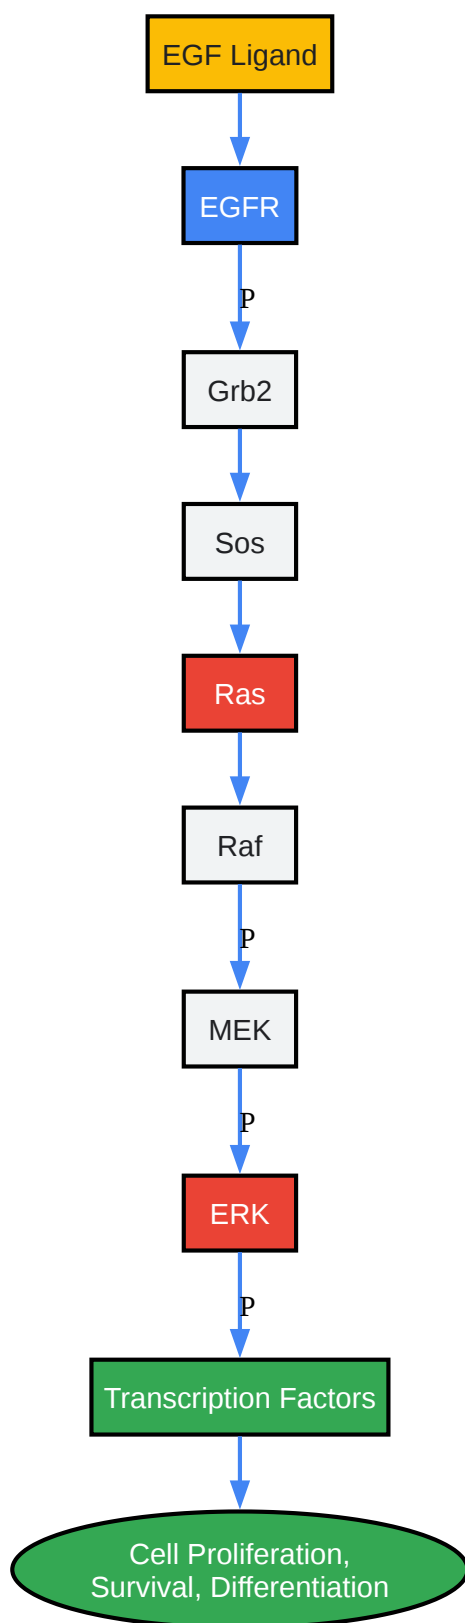 EGF Ligand
EGFR
P
Grb2
Sos
Ras
Raf
P
MEK
P
ERK
P
Transcription Factors
Cell Proliferation,
Survival, Differentiation